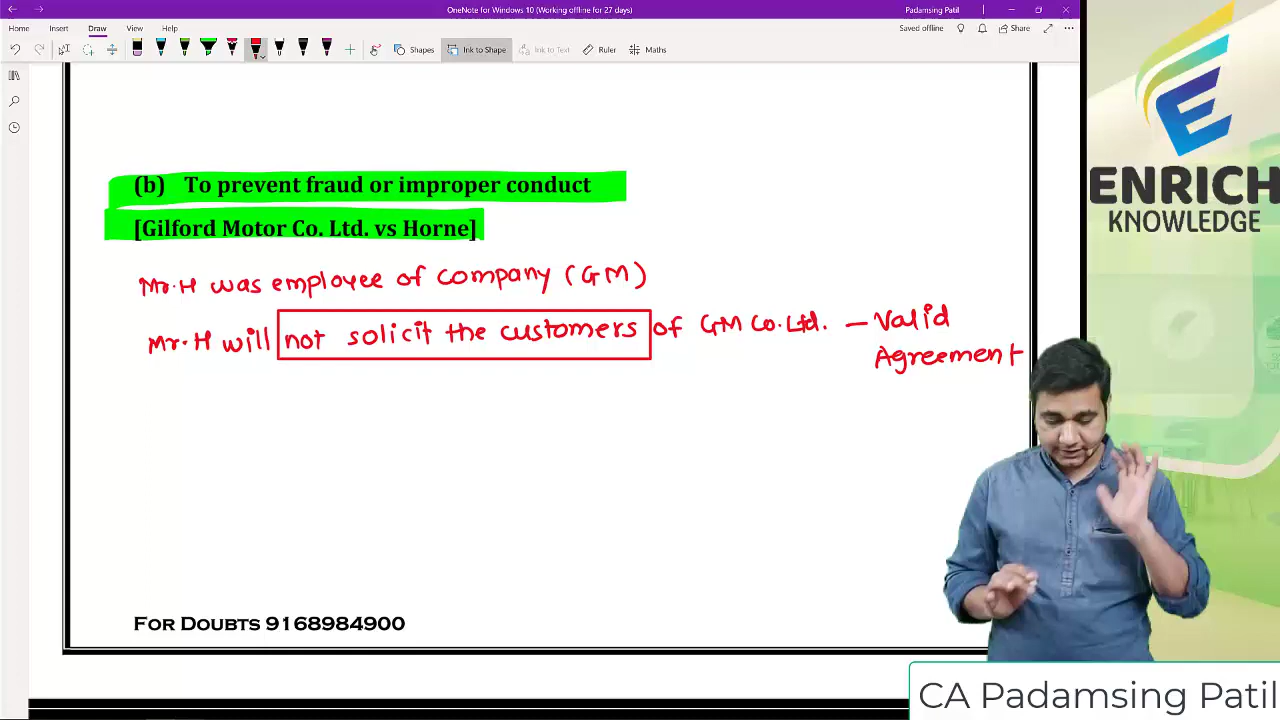 OneNote for Windows 10 (Working offline for 27 days)
Padamsing Patil
Home Insert Draw View Help
Saved offline
Share
Shapes
Ink to Shape
Ink to Text
Ruler
Maths
(b) To prevent fraud or improper conduct
[Gilford Motor Co. Ltd. vs Horne]
Mr. H was employee of company (GM)
Mr. H will not solicit the customers of GM Co. Ltd. – Valid
Agreement
FOR DOUBTS 9168984900
ENRICH
KNOWLEDGE
CA Padamsing Patil